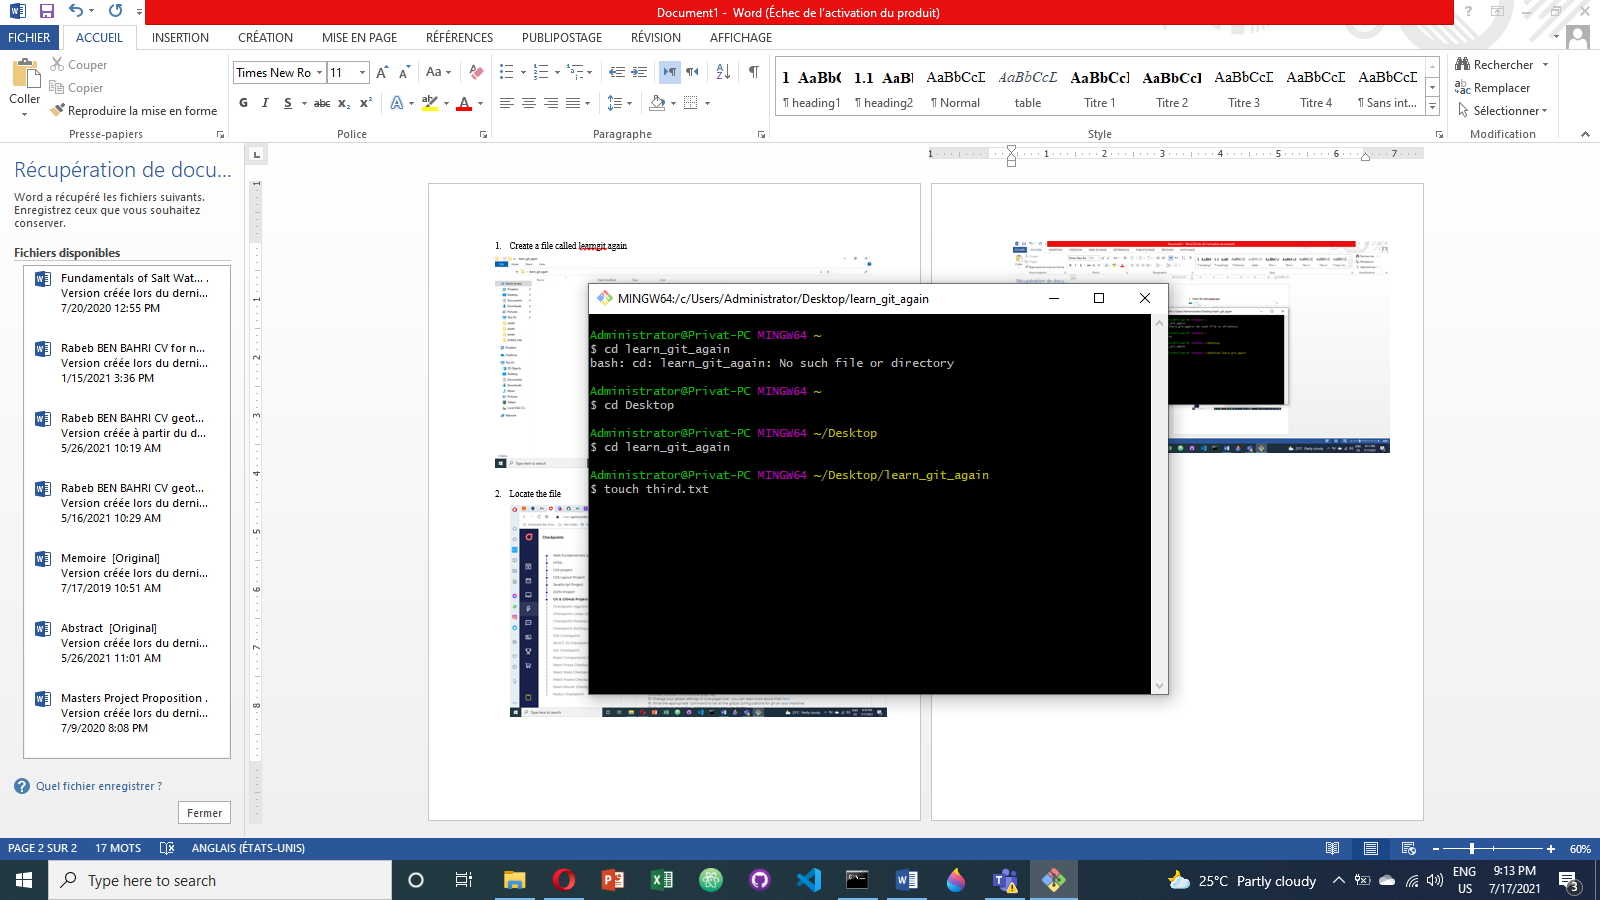 Document1 - Word (Échec de l'activation du produit)
FICHIER ACCUEIL INSERTION CRÉATION MISE EN PAGE RÉFÉRENCES PUBLIPOSTAGE RÉVISION AFFICHAGE
Coller
Couper
Copier
Reproduire la mise en forme
Presse-papiers
Times New Ro 11
G I S abc x₂ x²
Police
Paragraphe
1 AaBb( 1.1 AaBl AaBbCcD AaBbCcD AaBbCcI AaBbCcI AaBbCcD AaBbCcD AaBbCcD
¶ heading1 ¶ heading2 ¶ Normal table Titre 1 Titre 2 Titre 3 Titre 4 ¶ Sans int...
Style
Rechercher
Remplacer
Sélectionner
Modification
Récupération de docu...
Word a récupéré les fichiers suivants.
Enregistrez ceux que vous souhaitez
conserver.
Fichiers disponibles
Fundamentals of Salt Wat... .
Version créée lors du derni...
7/20/2020 12:55 PM
Rabeb BEN BAHRI CV for n...
Version créée lors du derni...
1/15/2021 3:36 PM
Rabeb BEN BAHRI CV geot...
Version créée à partir du d...
5/26/2021 10:19 AM
Rabeb BEN BAHRI CV geot...
Version créée lors du derni...
5/16/2021 10:29 AM
Memoire [Original]
Version créée lors du derni...
7/17/2019 10:51 AM
Abstract [Original]
Version créée lors du derni...
5/26/2021 11:01 AM
Masters Project Proposition .
Version créée lors du derni...
7/9/2020 8:08 PM
Quel fichier enregistrer ?
Fermer
1. Create a file called learngit again
2. Locate the file
MINGW64:/c/Users/Administrator/Desktop/learn_git_again
Administrator@Privat-PC MINGW64 ~
$ cd learn_git_again
bash: cd: learn_git_again: No such file or directory
Administrator@Privat-PC MINGW64 ~
$ cd Desktop
Administrator@Privat-PC MINGW64 ~/Desktop
$ cd learn_git_again
Administrator@Privat-PC MINGW64 ~/Desktop/learn_git_again
$ touch third.txt
PAGE 2 SUR 2 17 MOTS ANGLAIS (ÉTATS-UNIS) 60%
Type here to search
25°C Partly cloudy
ENG
US
9:13 PM
7/17/2021
3